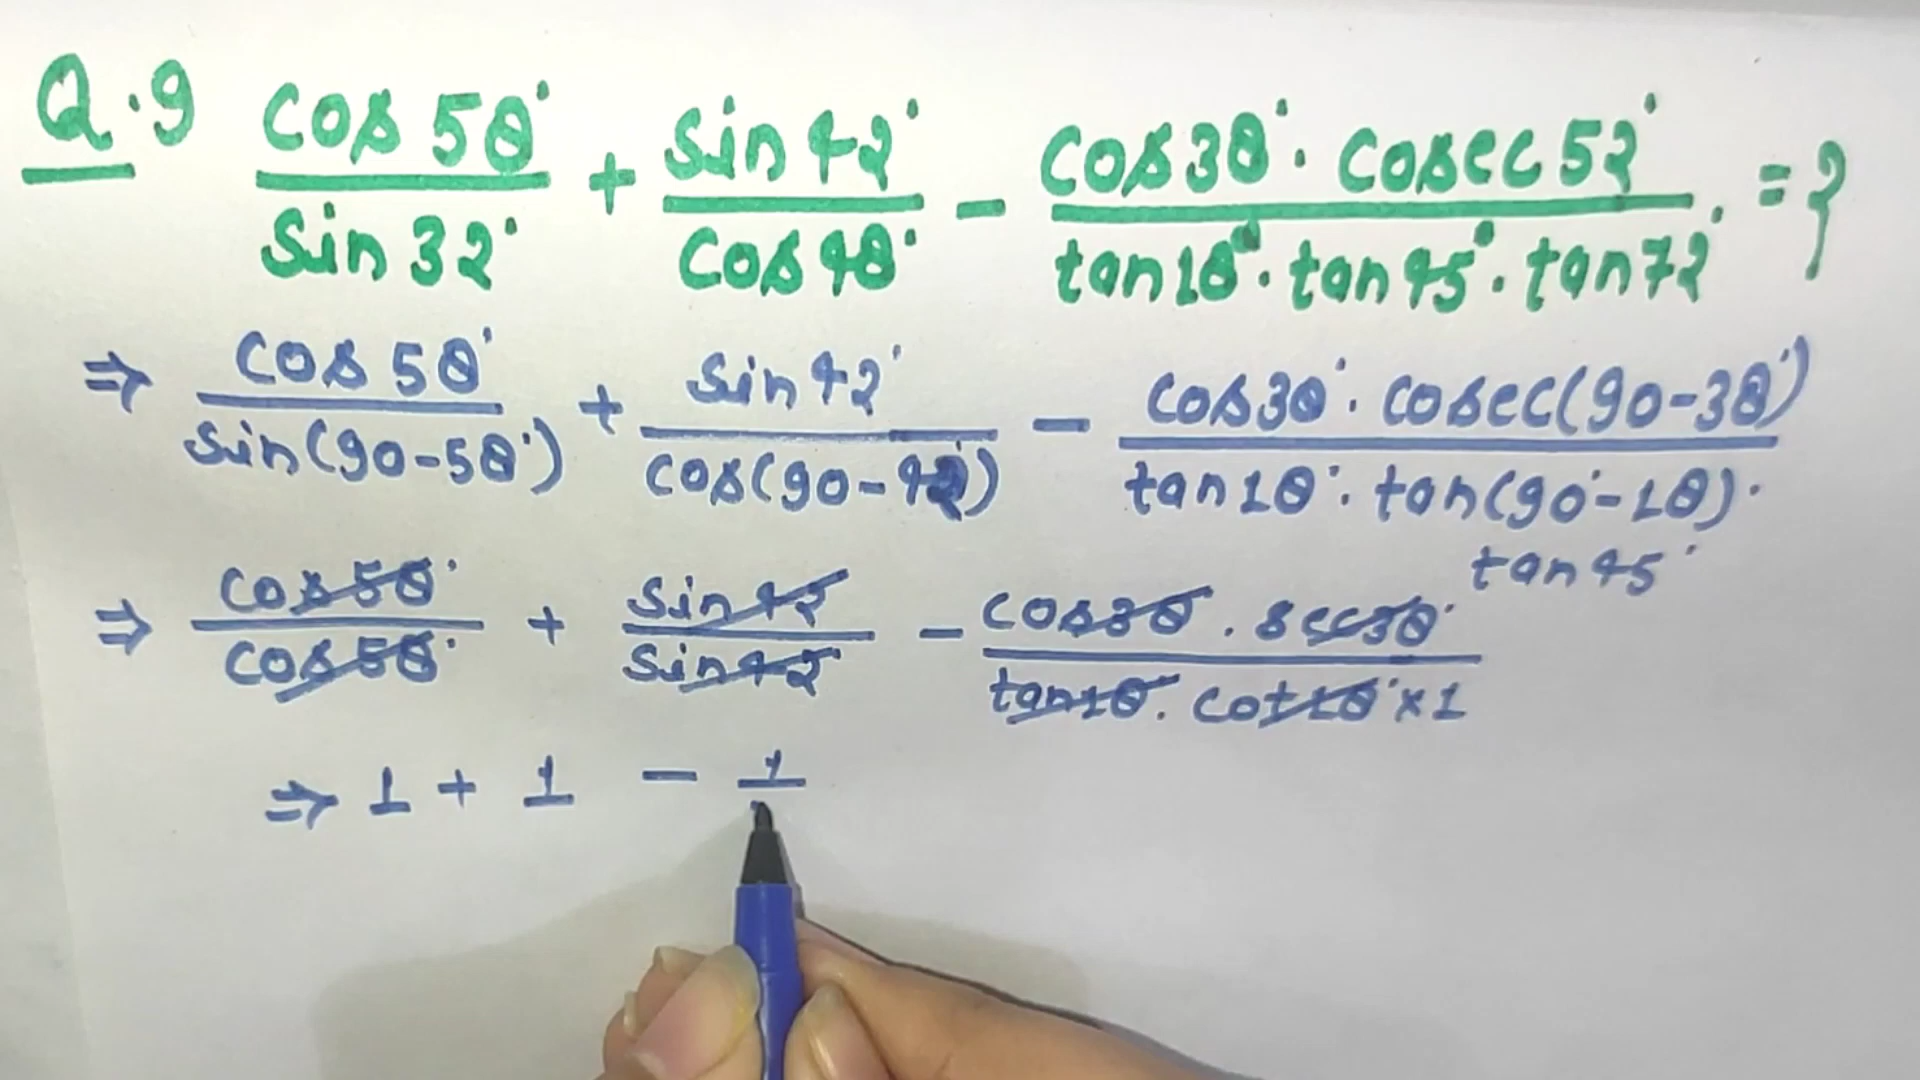 Q.9 cos 58° / sin 32° + sin 42° / cos 48° - cos 38° · cosec 52° / tan 18° · tan 45° · tan 72° = ?
⇒ cos 58° / sin(90-58°) + sin 42° / cos(90-42) - cos 38° · cosec(90-38°) / tan 18° · tan(90°-18) · tan 45°
⇒ cos 58° / cos 58° + sin 42 / sin 42 - cos 38 · sec 38° / tan 18° · cot 18° × 1
⇒ 1 + 1 - 1